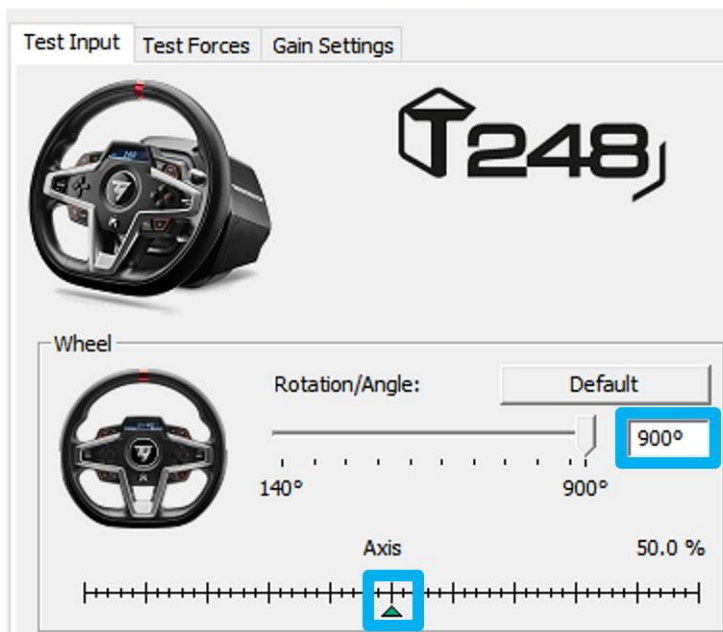 Test Input Test Forces Gain Settings
T248
Wheel
Rotation/Angle: Default
900°
140° 900°
Axis 50.0 %